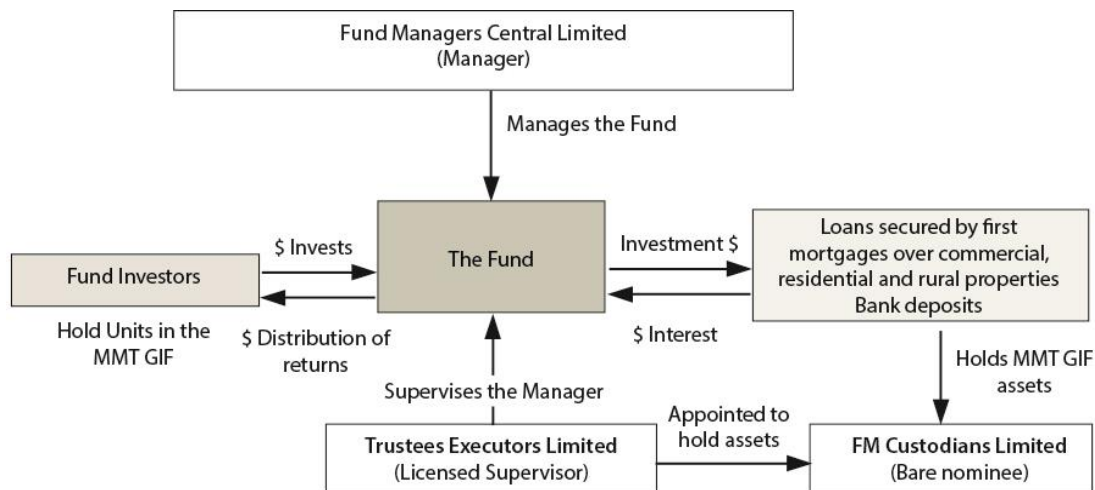 Fund Managers Central Limited
(Manager)
Manages the Fund
$ Invests
Fund Investors
The Fund
Investment $
Loans secured by first
mortgages over commercial,
residential and rural properties
Bank deposits
Hold Units in the
MMT GIF
$ Distribution of
returns
$ Interest
Supervises the Manager
Holds MMT GIF
assets
Appointed to
hold assets
Trustees Executors Limited
(Licensed Supervisor)
FM Custodians Limited
(Bare nominee)